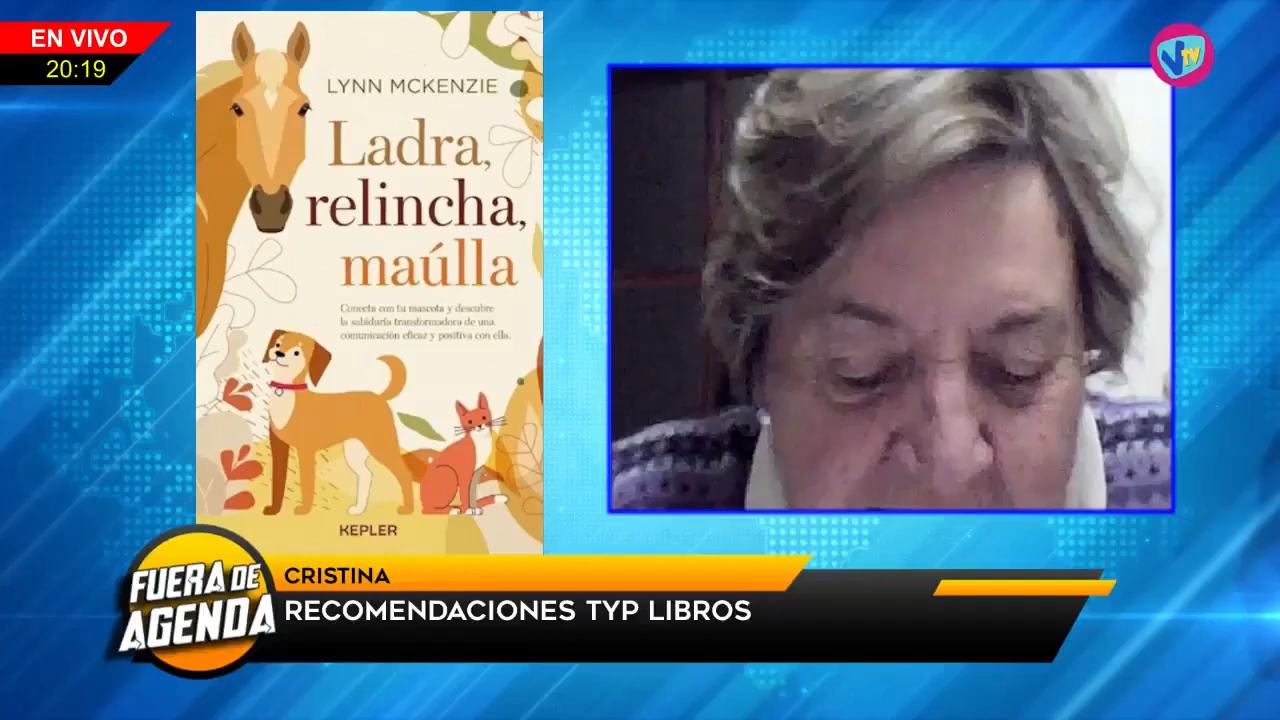 EN VIVO
20:19
LYNN MCKENZIE
Ladra,
relincha,
maúlla
Conecta con tu mascota y descubre
la sabiduría transformadora de una
comunicación eficaz y positiva con ella.
KEPLER
VTV
FUERA DE
AGENDA
CRISTINA
RECOMENDACIONES TYP LIBROS